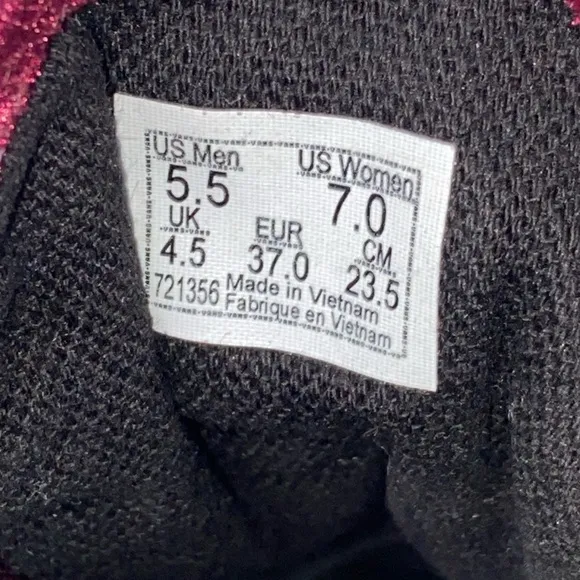 US Men US Women
5.5 7.0
UK EUR CM
4.5 37.0 23.5
721356 Made in Vietnam
Fabrique en Vietnam